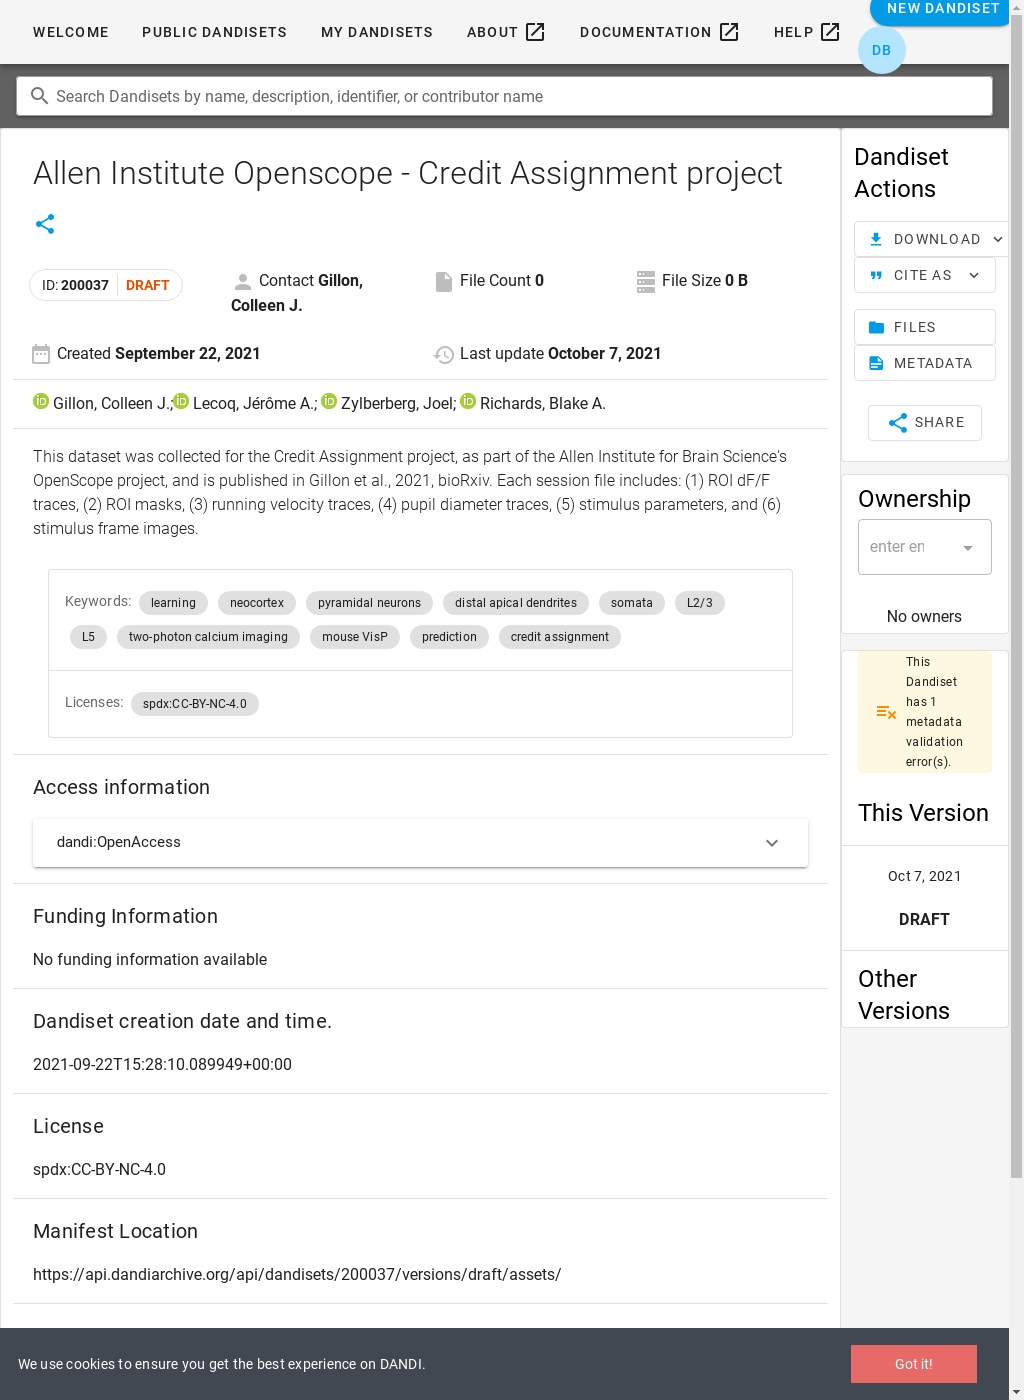 WELCOME PUBLIC DANDISETS MY DANDISETS ABOUT DOCUMENTATION HELP NEW DANDISET
DB
Search Dandisets by name, description, identifier, or contributor name
Allen Institute Openscope - Credit Assignment project
ID: 200037 DRAFT
Contact Gillon, Colleen J.
File Count 0
File Size 0 B
Created September 22, 2021
Last update October 7, 2021
Gillon, Colleen J.; Lecoq, Jérôme A.; Zylberberg, Joel; Richards, Blake A.
This dataset was collected for the Credit Assignment project, as part of the Allen Institute for Brain Science's
OpenScope project, and is published in Gillon et al., 2021, bioRxiv. Each session file includes: (1) ROI dF/F
traces, (2) ROI masks, (3) running velocity traces, (4) pupil diameter traces, (5) stimulus parameters, and (6)
stimulus frame images.
Keywords: learning neocortex pyramidal neurons distal apical dendrites somata L2/3
L5 two-photon calcium imaging mouse VisP prediction credit assignment
Licenses: spdx:CC-BY-NC-4.0
Access information
dandi:OpenAccess
Funding Information
No funding information available
Dandiset creation date and time.
2021-09-22T15:28:10.089949+00:00
License
spdx:CC-BY-NC-4.0
Manifest Location
https://api.dandiarchive.org/api/dandisets/200037/versions/draft/assets/
Dandiset
Actions
DOWNLOAD
CITE AS
FILES
METADATA
SHARE
Ownership
enter en
No owners
This
Dandiset
has 1
metadata
validation
error(s).
This Version
Oct 7, 2021
DRAFT
Other
Versions
We use cookies to ensure you get the best experience on DANDI.
Got it!